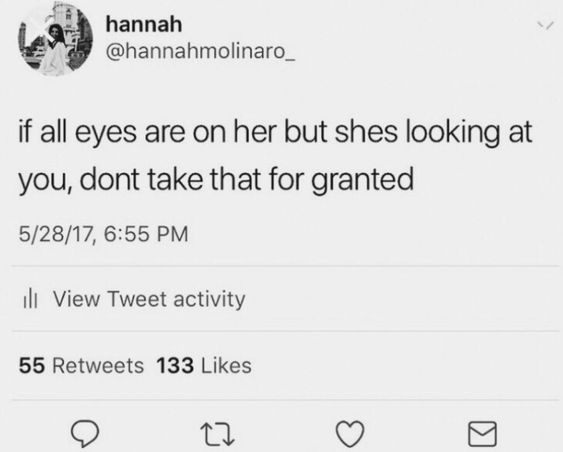 hannah
@hannahmolinaro_
if all eyes are on her but shes looking at
you, dont take that for granted
5/28/17, 6:55 PM
View Tweet activity
55 Retweets 133 Likes